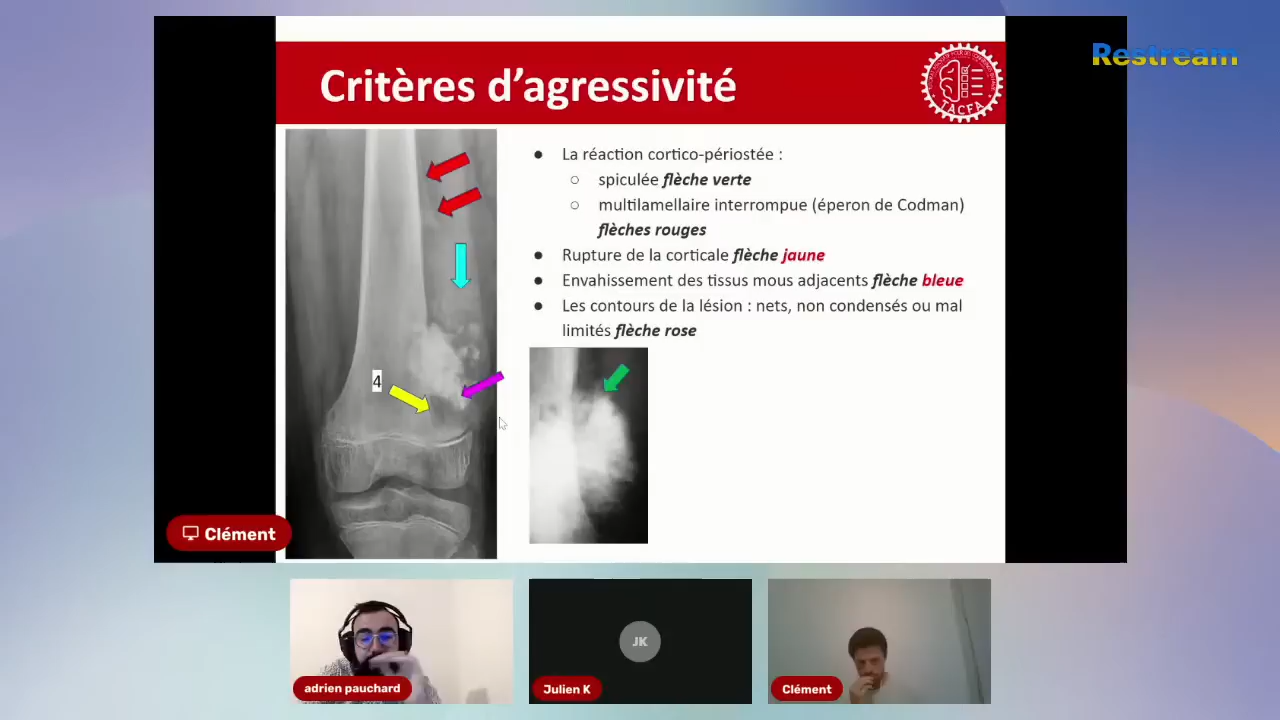 Restream
Critères d’agressivité
TACFA
La réaction cortico-périostée :
spiculée flèche verte
multilamellaire interrompue (éperon de Codman)
flèches rouges
Rupture de la corticale flèche jaune
Envahissement des tissus mous adjacents flèche bleue
Les contours de la lésion : nets, non condensés ou mal
limités flèche rose
4
Clément
JK
adrien pauchard
Julien K
Clément